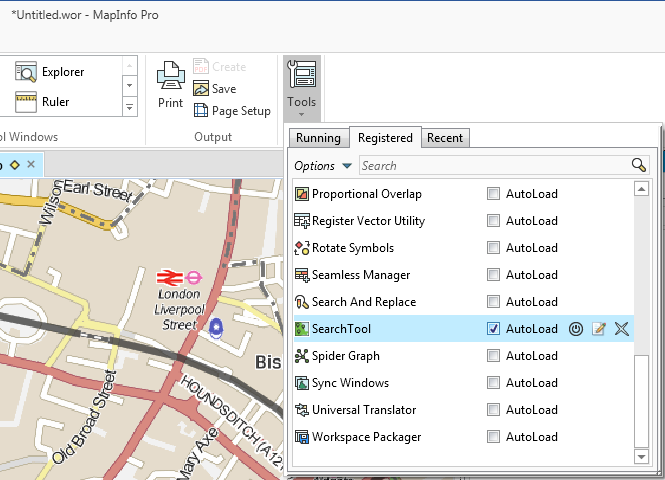 *Untitled.wor - MapInfo Pro
Explorer
Ruler
Print
Create
Save
Page Setup
Tools
l Windows
Output
Running
Registered
Recent
Options
Search
Proportional Overlap AutoLoad
Register Vector Utility AutoLoad
Rotate Symbols AutoLoad
Seamless Manager AutoLoad
Search And Replace AutoLoad
SearchTool AutoLoad
Spider Graph AutoLoad
Sync Windows AutoLoad
Universal Translator AutoLoad
Workspace Packager AutoLoad
Earl Street
Wilson
London
Liverpool
Street
Bis
HOUNDSDITCH (A12
Old Broad Street
Mary Axe